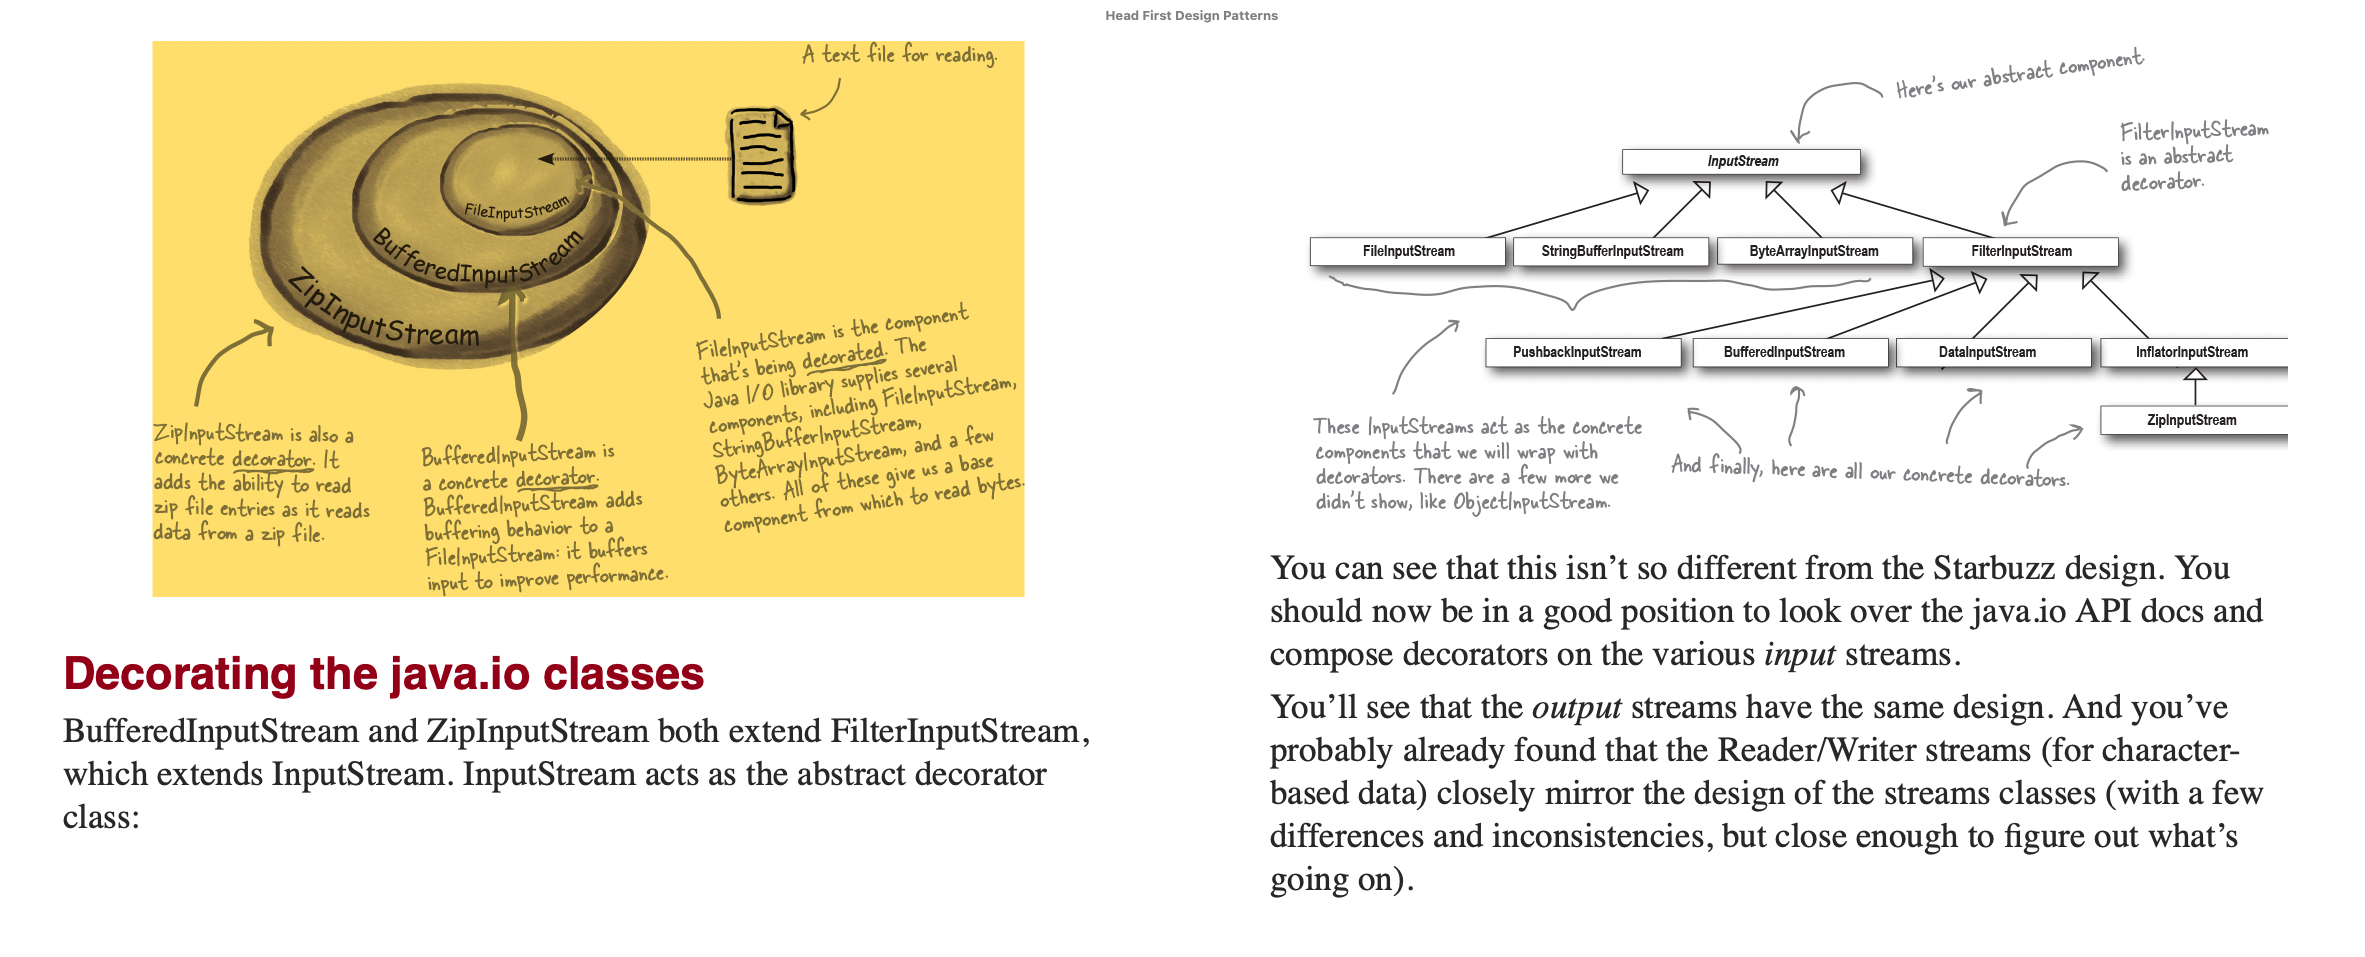 Head First Design Patterns
A text file for reading.
FileInputStream
BufferedInputStream
ZipInputStream
ZipInputStream is also a
concrete decorator. It
adds the ability to read
zip file entries as it reads
data from a zip file.
BufferedInputStream is
a concrete decorator.
BufferedInputStream adds
buffering behavior to a
FileInputStream: it buffers
input to improve performance.
FileInputStream is the component
that's being decorated. The
Java I/O library supplies several
components, including FileInputStream,
StringBufferInputStream,
ByteArrayInputStream, and a few
others. All of these give us a base
component from which to read bytes.
Decorating the java.io classes
BufferedInputStream and ZipInputStream both extend FilterInputStream,
which extends InputStream. InputStream acts as the abstract decorator
class:
Here's our abstract component
FilterInputStream
is an abstract
decorator.
InputStream
FileInputStream
StringBufferInputStream
ByteArrayInputStream
FilterInputStream
PushbackInputStream
BufferedInputStream
DataInputStream
InflatorInputStream
ZipInputStream
These InputStreams act as the concrete
components that we will wrap with
decorators. There are a few more we
didn't show, like ObjectInputStream.
And finally, here are all our concrete decorators.
You can see that this isn’t so different from the Starbuzz design. You
should now be in a good position to look over the java.io API docs and
compose decorators on the various input streams.
You’ll see that the output streams have the same design. And you’ve
probably already found that the Reader/Writer streams (for character-
based data) closely mirror the design of the streams classes (with a few
differences and inconsistencies, but close enough to figure out what’s
going on).